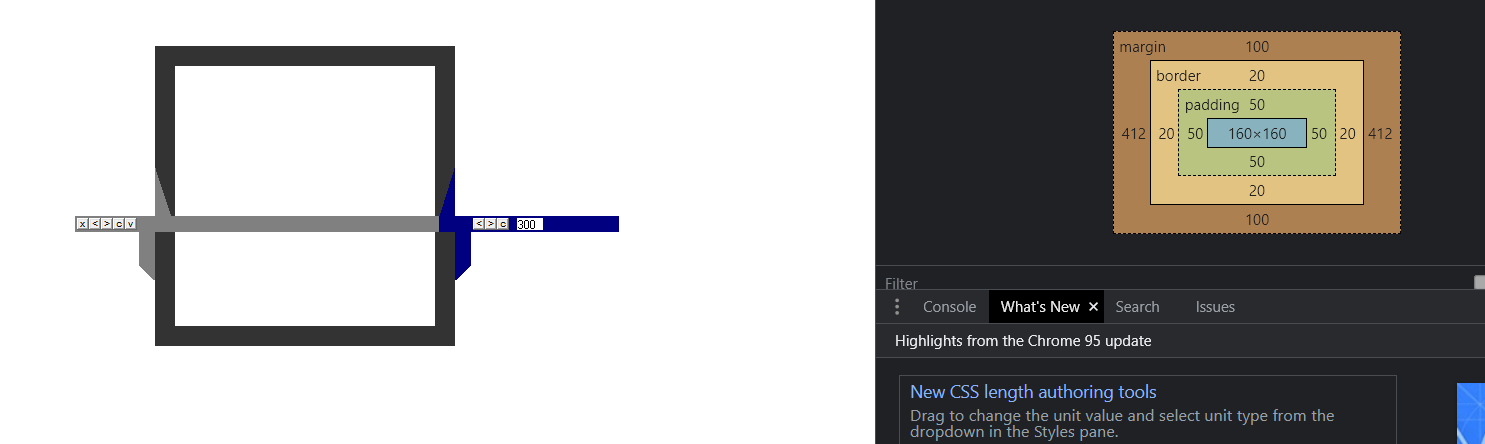 x < > c v
< > c 300
margin 100
border 20
padding 50
412 20 50 160×160 50 20 412
50
20
100
Filter
Console What's New × Search Issues
Highlights from the Chrome 95 update
New CSS length authoring tools
Drag to change the unit value and select unit type from the
dropdown in the Styles pane.